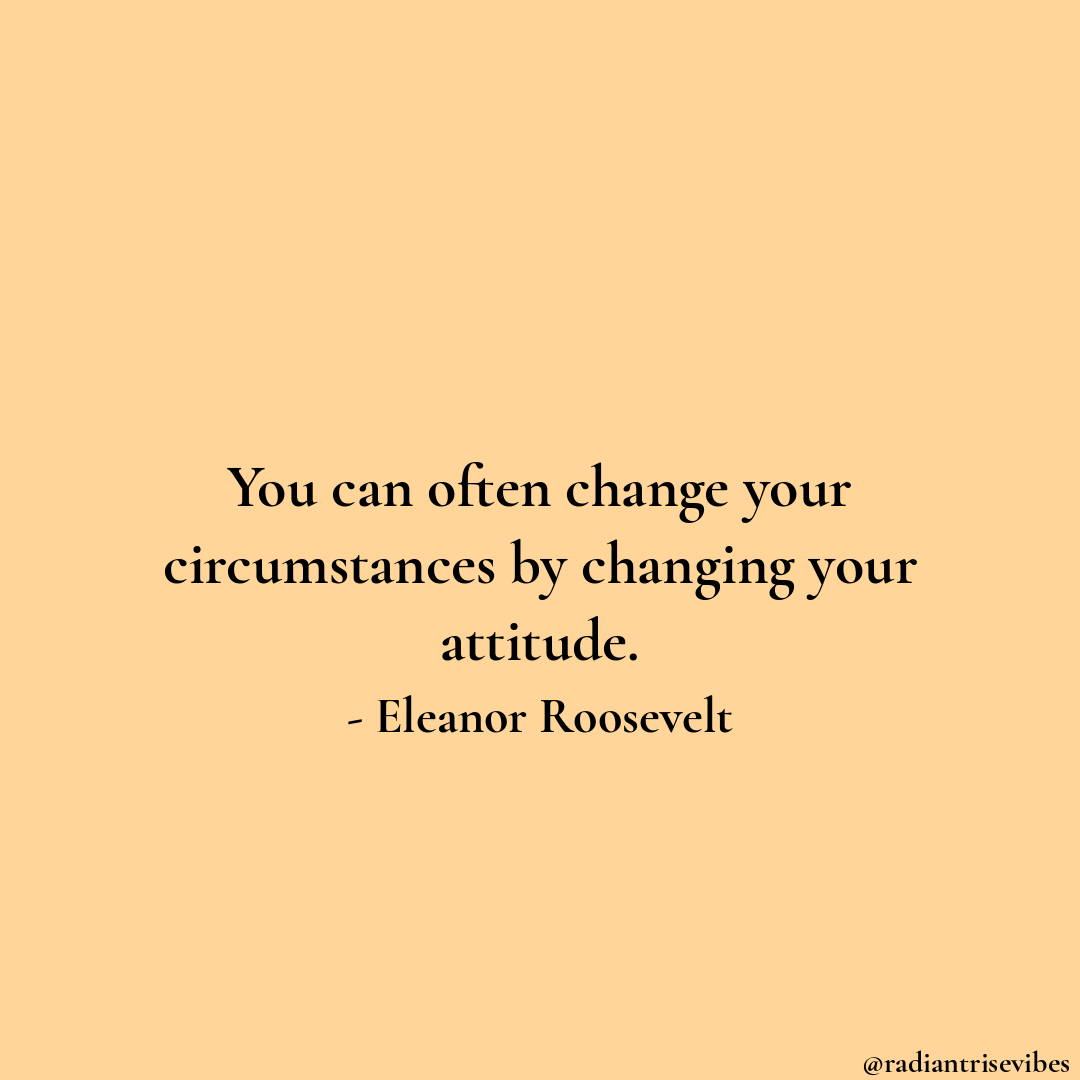 You can often change your
circumstances by changing your
attitude.
- Eleanor Roosevelt
@radiantrisevibes